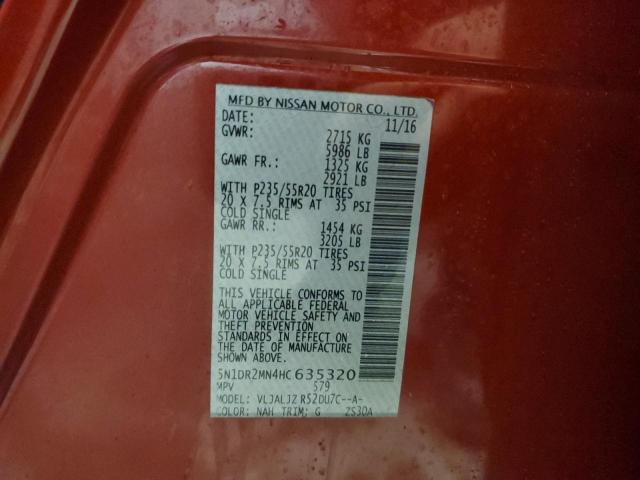 MFD BY NISSAN MOTOR CO., LTD.
DATE: 11/16
GVWR: 2715 KG
5986 LB
GAWR FR: 1325 KG
2921 LB
WITH P235/55R20 TIRES
20 X 7.5 RIMS AT 35 PSI
COLD SINGLE
GAWR RR: 1454 KG
3205 LB
WITH P235/55R20 TIRES
20 X 7.5 RIMS AT 35 PSI
COLD SINGLE
THIS VEHICLE CONFORMS TO
ALL APPLICABLE FEDERAL
MOTOR VEHICLE SAFETY AND
THEFT PREVENTION
STANDARDS IN EFFECT ON
THE DATE OF MANUFACTURE
SHOWN ABOVE.
5N1DR2MN4HC 635320
MPV 579
MODEL: VLJALJZ R52DU7C--A-
COLOR: NAH TRIM: G ZS30A